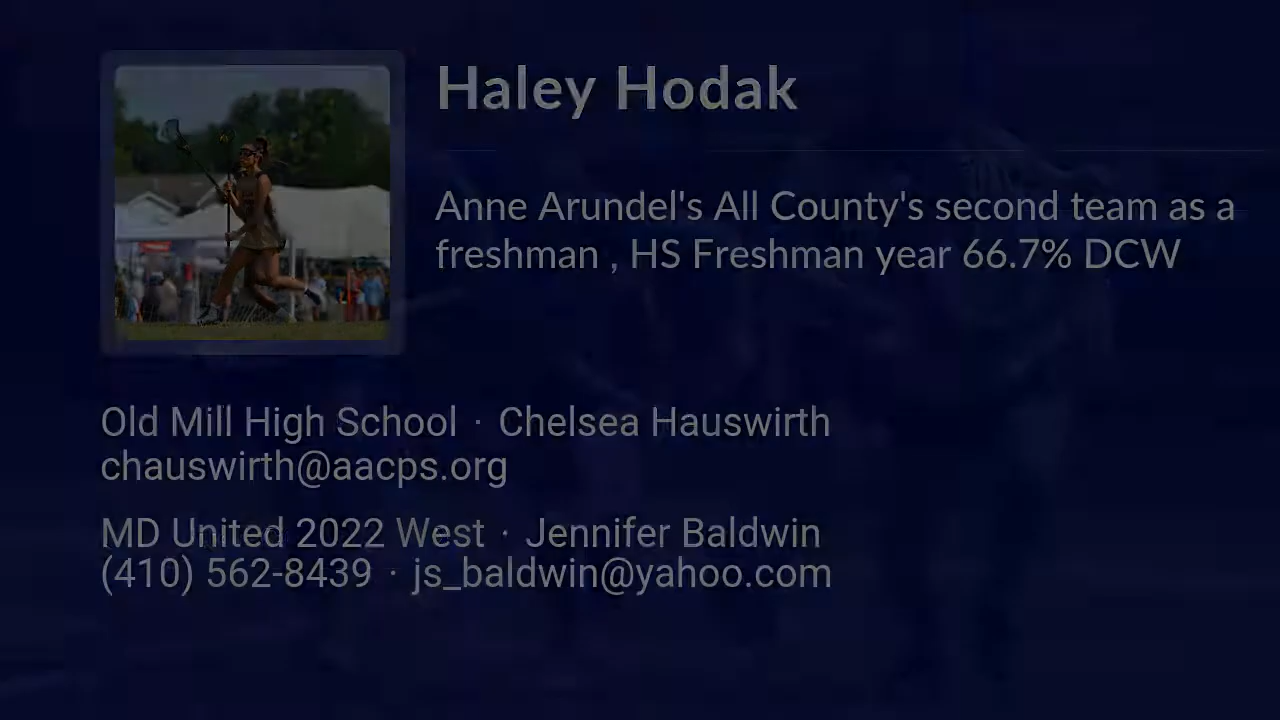 Haley Hodak
Anne Arundel's All County's second team as a
freshman , HS Freshman year 66.7% DCW
Old Mill High School · Chelsea Hauswirth
chauswirth@aacps.org
MD United 2022 West · Jennifer Baldwin
(410) 562-8439 · js_baldwin@yahoo.com